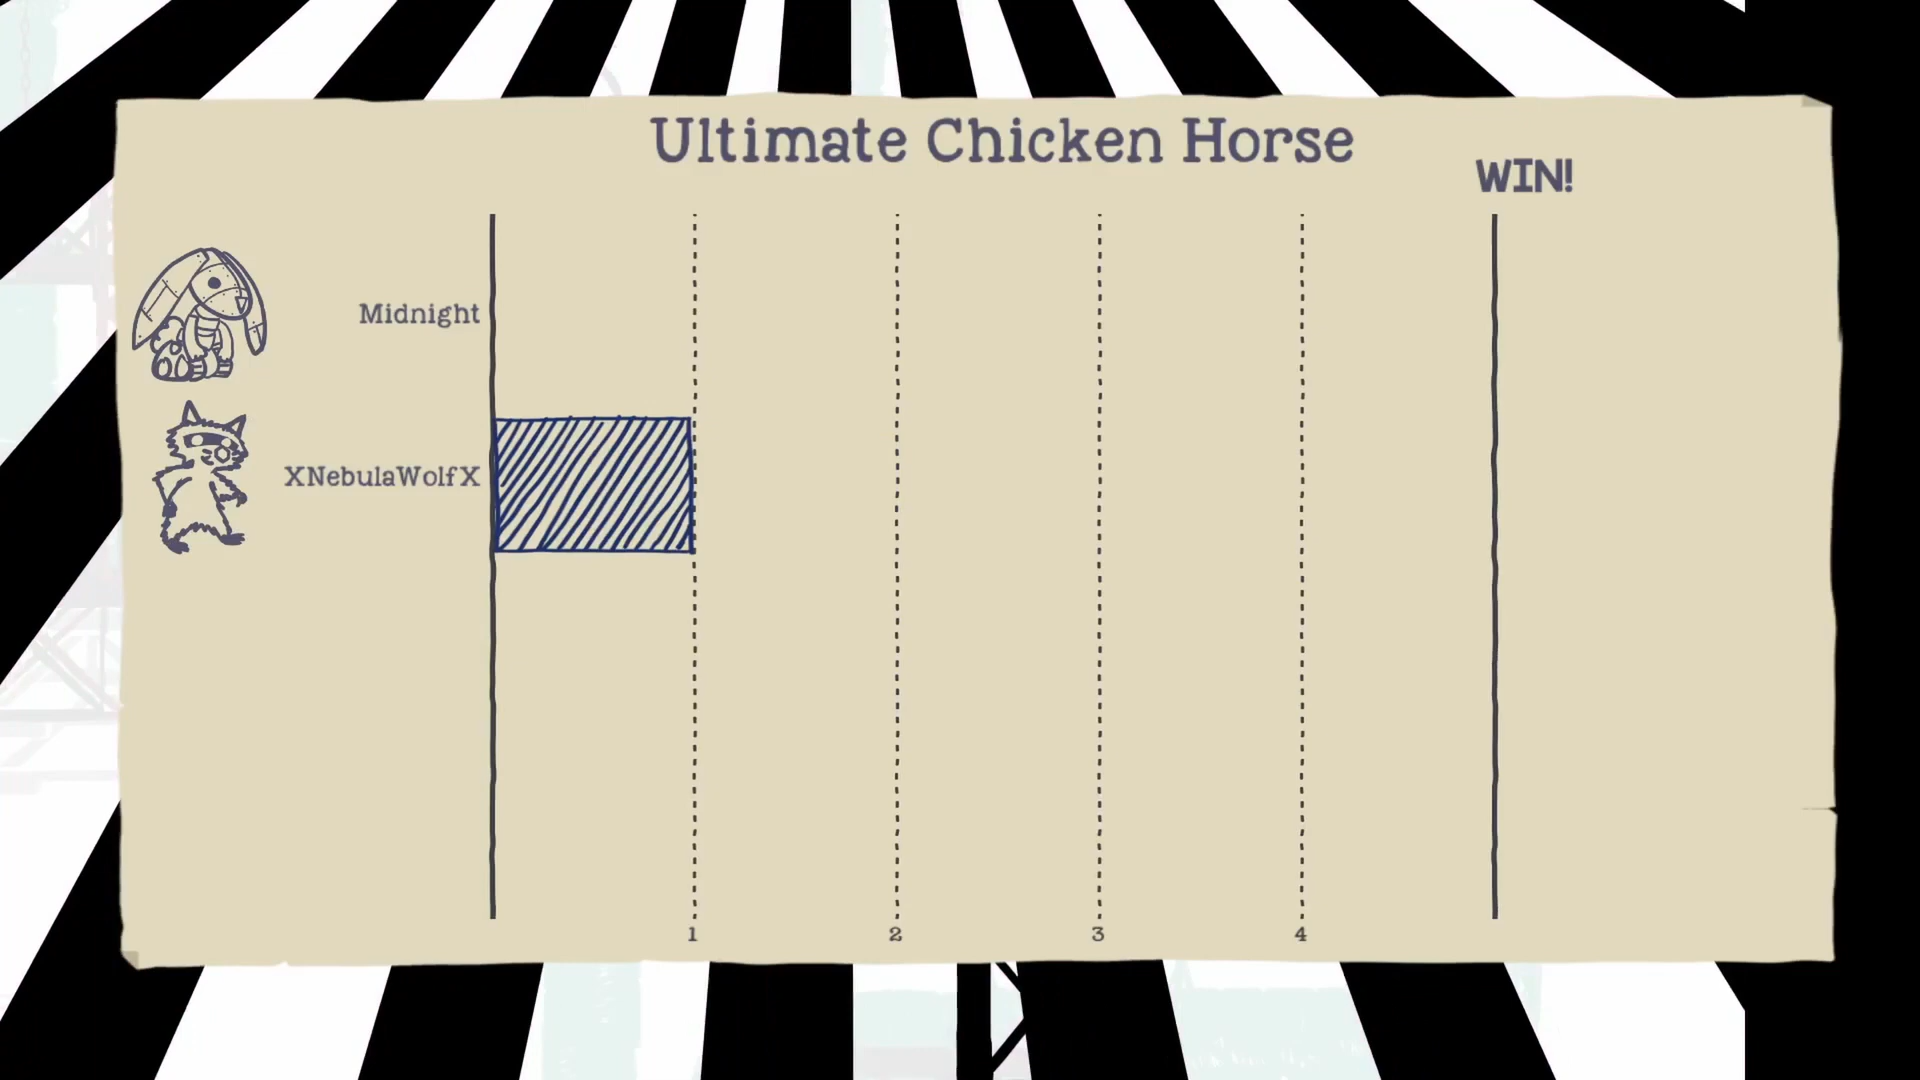 Ultimate Chicken Horse
WIN!
Midnight
XNebulaWolfX
1 2 3 4